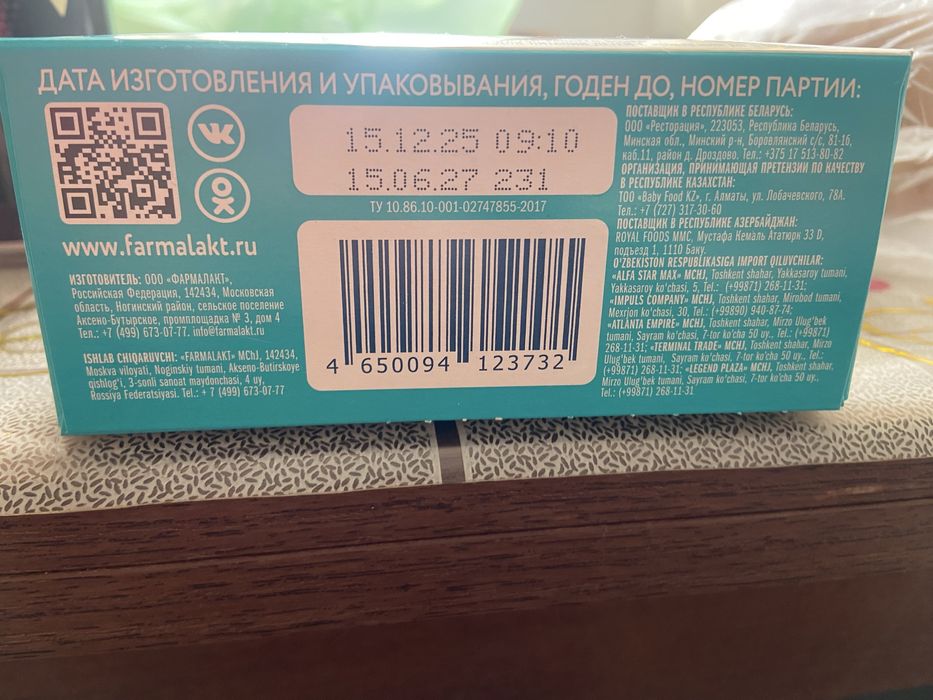 ДАТА ИЗГОТОВЛЕНИЯ И УПАКОВЫВАНИЯ, ГОДЕН ДО, НОМЕР ПАРТИИ:
www.farmalakt.ru
ИЗГОТОВИТЕЛЬ: ООО «ФАРМАЛАКТ»,
Российская Федерация, 142434, Московская
область, Ногинский район, сельское поселение
Аксено-Бутырское, промплощадка № 3, дом 4
Тел.: +7 (499) 673-07-77. info@farmalakt.ru
ISHLAB CHIQARUVCHI: «FARMALAKT» MChJ, 142434,
Moskva viloyati, Noginskiy tumani, Akseno-Butirskoye
qishlog'i, 3-sonli sanoat maydonchasi, 4 uy,
Rossiya Federatsiyasi. Tel.: + 7 (499) 673-07-77
15.12.25 09:10
15.06.27 231
ТУ 10.86.10-001-02747855-2017
4 650094 123732
ПОСТАВЩИК В РЕСПУБЛИКЕ БЕЛАРУСЬ:
ООО «Ресторация», 223053, Республика Беларусь,
Минская обл., Минский р-н, Боровлянский с/с, 81-16,
каб.11, район д. Дроздово. Тел.: +375 17 513-80-82
ОРГАНИЗАЦИЯ, ПРИНИМАЮЩАЯ ПРЕТЕНЗИИ ПО КАЧЕСТВУ
В РЕСПУБЛИКЕ КАЗАХСТАН:
ТОО «Baby Food KZ», г. Алматы, ул. Лобачевского, 78А.
Тел.: +7 (727) 317-30-60
ПОСТАВЩИК В РЕСПУБЛИКЕ АЗЕРБАЙДЖАН:
ROYAL FOODS MMC, Мустафа Кемаль Ататюрк 33 D,
подъезд 1, 1110 Баку.
O'ZBEKISTON RESPUBLIKASIGA IMPORT QILUVCHILAR:
«ALFA STAR MAX» MCHJ, Toshkent shahar, Yakkasaroy tumani,
Yakkasaroy ko'chasi, 5, Tel.: (+99871) 268-11-31;
«IMPULS COMPANY» MCHJ, Toshkent shahar, Mirobod tumani,
Mexrjon ko'chasi, 30, Tel.: (+99890) 940-87-74;
«ATLANTA EMPIRE» MCHJ, Toshkent shahar, Mirzo Ulug'bek
tumani, Sayram ko'chasi, 7-tor ko'cha 50 uy., Tel.: (+99871)
268-11-31; «TERMINAL TRADE» MCHJ, Toshkent shahar, Mirzo
Ulug'bek tumani, Sayram ko'chasi, 7-tor ko'cha 50 uy., Tel.:
(+99871) 268-11-31; «LEGEND PLAZA» MCHJ, Toshkent shahar,
Mirzo Ulug'bek tumani, Sayram ko'chasi, 7-tor ko'cha 50 uy.,
Tel.: (+99871) 268-11-31